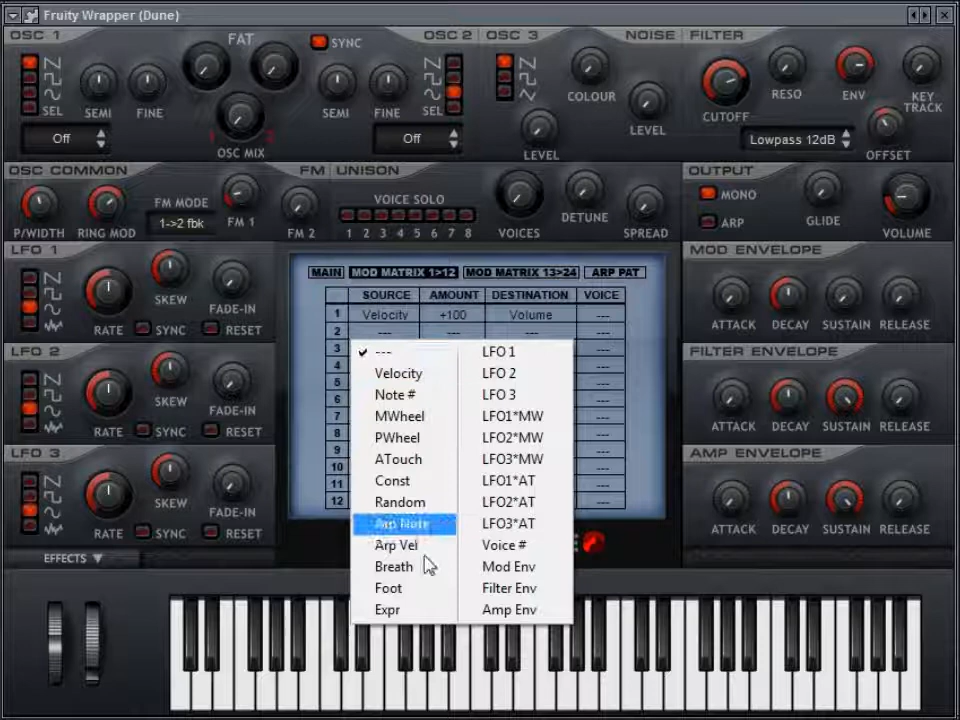 Fruity Wrapper (Dune)
OSC 1
FAT
SYNC
OSC 2
OSC 3
NOISE
FILTER
SEMI
FINE
SEL
SEMI
FINE
SEL
COLOUR
LEVEL
LEVEL
CUTOFF
RESO
ENV
KEY
TRACK
Off
OSC MIX
Off
Lowpass 12dB
OFFSET
OSC COMMON
FM
UNISON
OUTPUT
P/WIDTH
RING MOD
FM MODE
1->2 fbk
FM 1
FM 2
VOICE SOLO
1 2 3 4 5 6 7 8
VOICES
DETUNE
SPREAD
MONO
ARP
GLIDE
VOLUME
LFO 1
RATE
SKEW
SYNC
FADE-IN
RESET
LFO 2
RATE
SKEW
SYNC
FADE-IN
RESET
LFO 3
RATE
SKEW
SYNC
FADE-IN
RESET
EFFECTS ▼
MAIN
MOD MATRIX 1>12
MOD MATRIX 13>24
ARP PAT
SOURCE AMOUNT DESTINATION VOICE
1 Velocity +100 Volume ---
2 --- ---
3 ---
4 ---
5 ---
6 ---
7 ---
8 ---
9 ---
10 ---
11 ---
12 ---
---
Velocity
Note #
MWheel
PWheel
ATouch
Const
Random
Arp Note
Arp Vel
Breath
Foot
Expr
LFO 1
LFO 2
LFO 3
LFO1*MW
LFO2*MW
LFO3*MW
LFO1*AT
LFO2*AT
LFO3*AT
Voice #
Mod Env
Filter Env
Amp Env
MOD ENVELOPE
ATTACK DECAY SUSTAIN RELEASE
FILTER ENVELOPE
ATTACK DECAY SUSTAIN RELEASE
AMP ENVELOPE
ATTACK DECAY SUSTAIN RELEASE